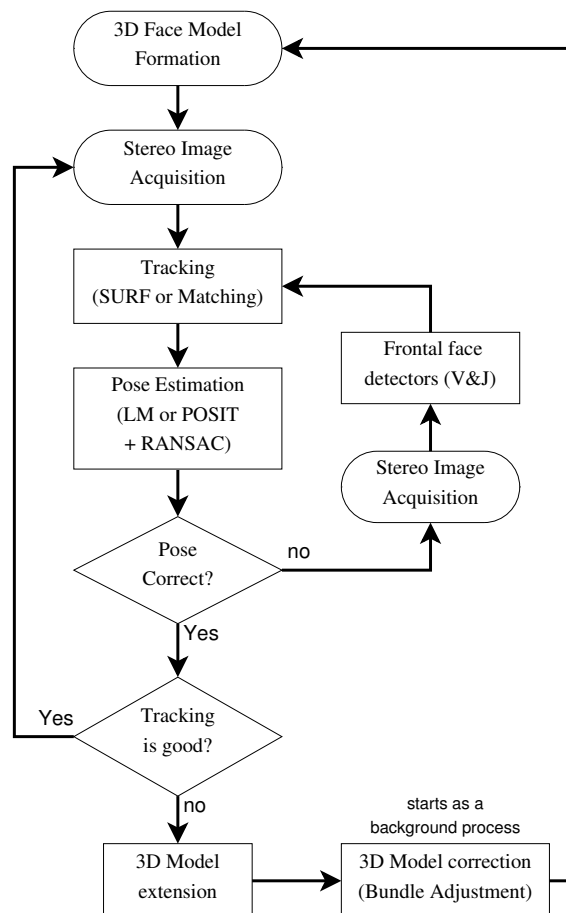 3D Face Model
Formation
Stereo Image
Acquisition
Tracking
(SURF or Matching)
Frontal face
detectors (V&J)
Pose Estimation
(LM or POSIT
+ RANSAC)
Stereo Image
Acquisition
Pose
Correct?
no
Yes
Tracking
is good?
Yes
no
starts as a
background process
3D Model
extension
3D Model correction
(Bundle Adjustment)